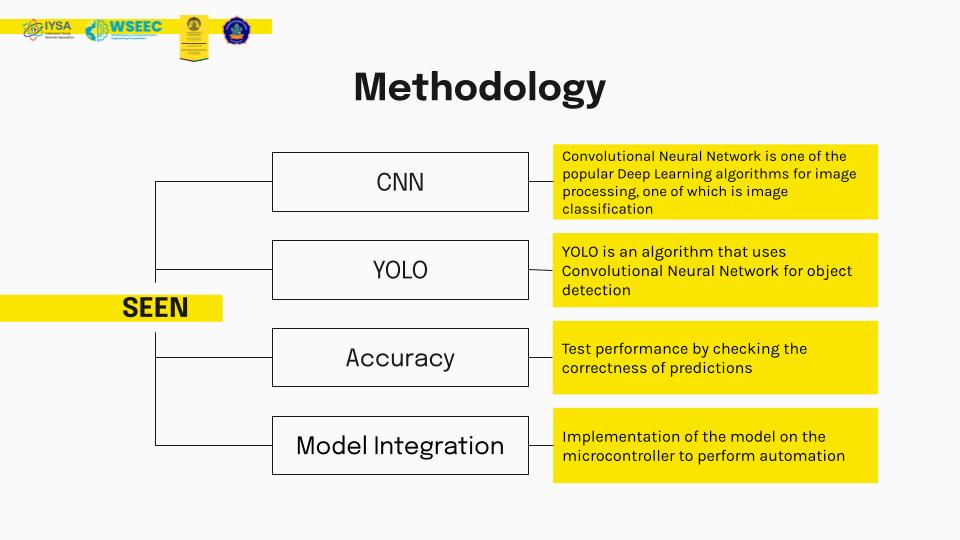 IYSA
WSEEC
Methodology
CNN
Convolutional Neural Network is one of the
popular Deep Learning algorithms for image
processing, one of which is image
classification
YOLO
YOLO is an algorithm that uses
Convolutional Neural Network for object
detection
SEEN
Accuracy
Test performance by checking the
correctness of predictions
Model Integration
Implementation of the model on the
microcontroller to perform automation